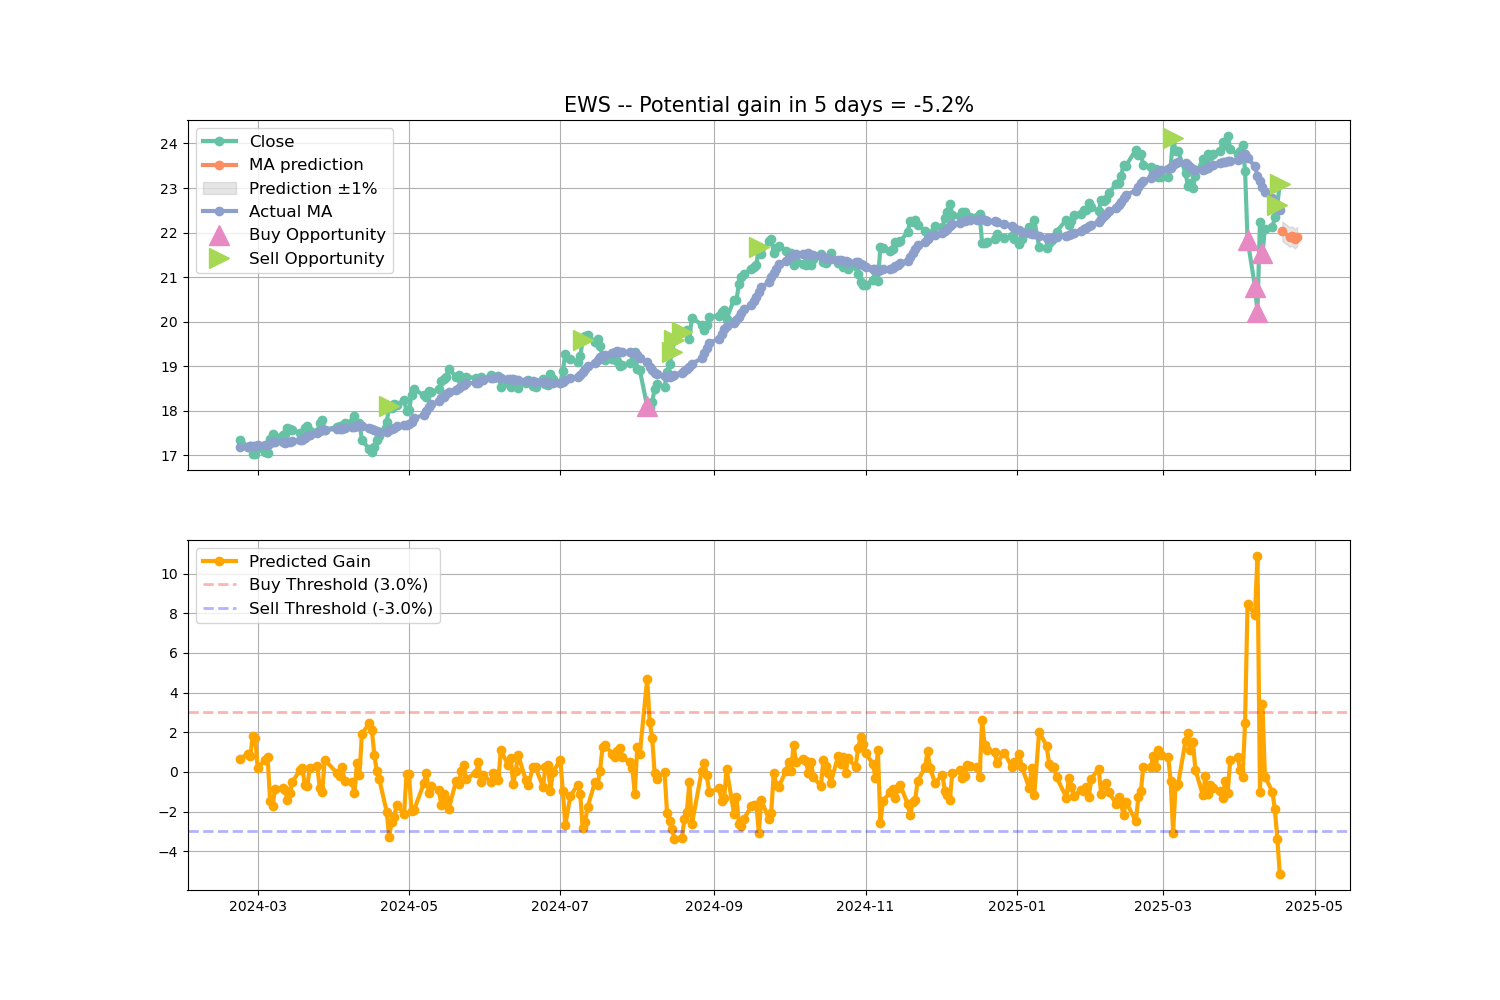 EWS -- Potential gain in 5 days = -5.2%
24
23
22
21
20
19
18
17
Close
MA prediction
Prediction ±1%
Actual MA
Buy Opportunity
Sell Opportunity
10
8
6
4
2
0
−2
−4
Predicted Gain
Buy Threshold (3.0%)
Sell Threshold (-3.0%)
2024-03 2024-05 2024-07 2024-09 2024-11 2025-01 2025-03 2025-05